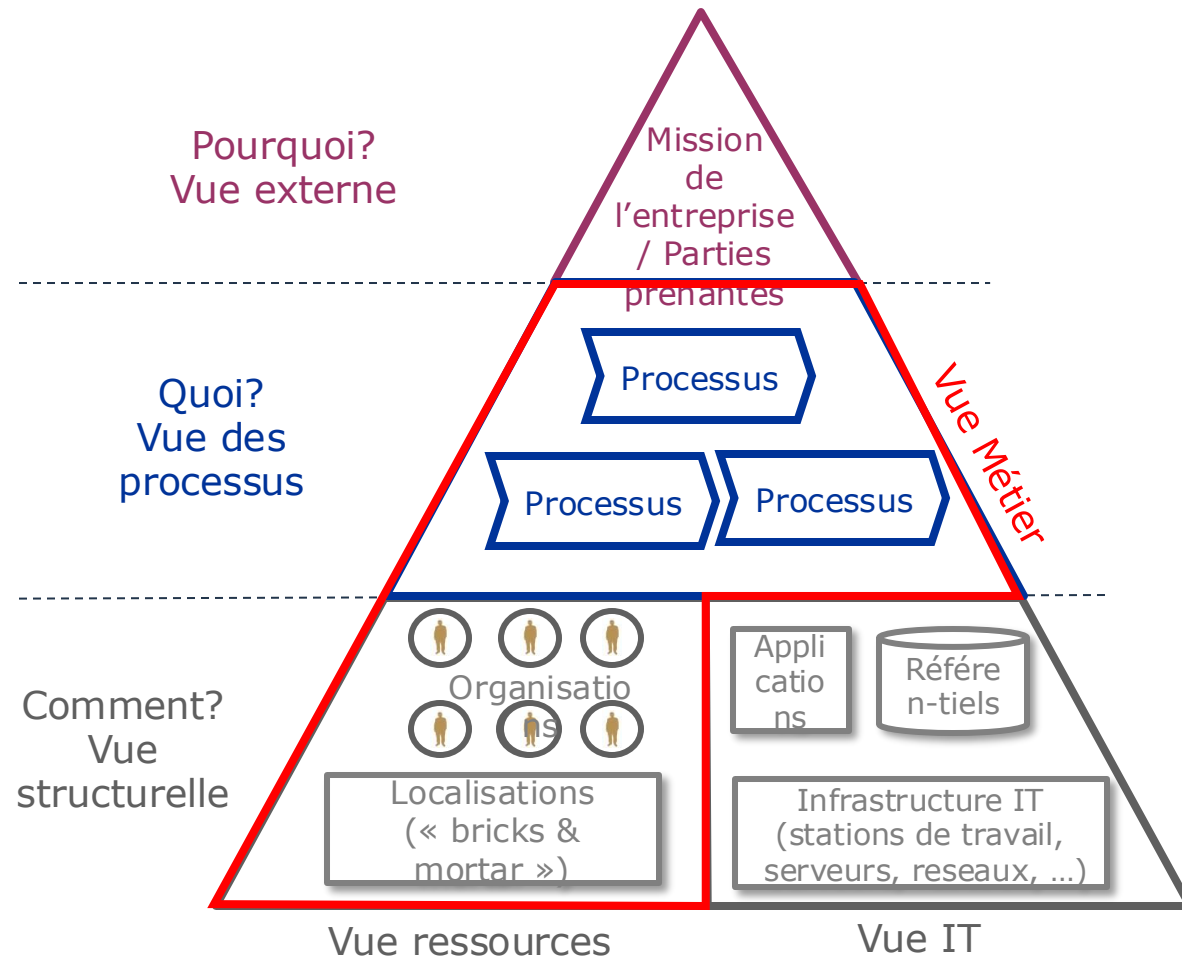 Pourquoi?
Vue externe
Mission
de
l’entreprise
/ Parties
prenantes
Quoi?
Vue des
processus
Processus
Processus
Processus
Vue Métier
Comment?
Vue
structurelle
Organisatio
ns
Localisations
(« bricks &
mortar »)
Appli
catio
ns
Référe
n-tiels
Infrastructure IT
(stations de travail,
serveurs, reseaux, …)
Vue ressources
Vue IT